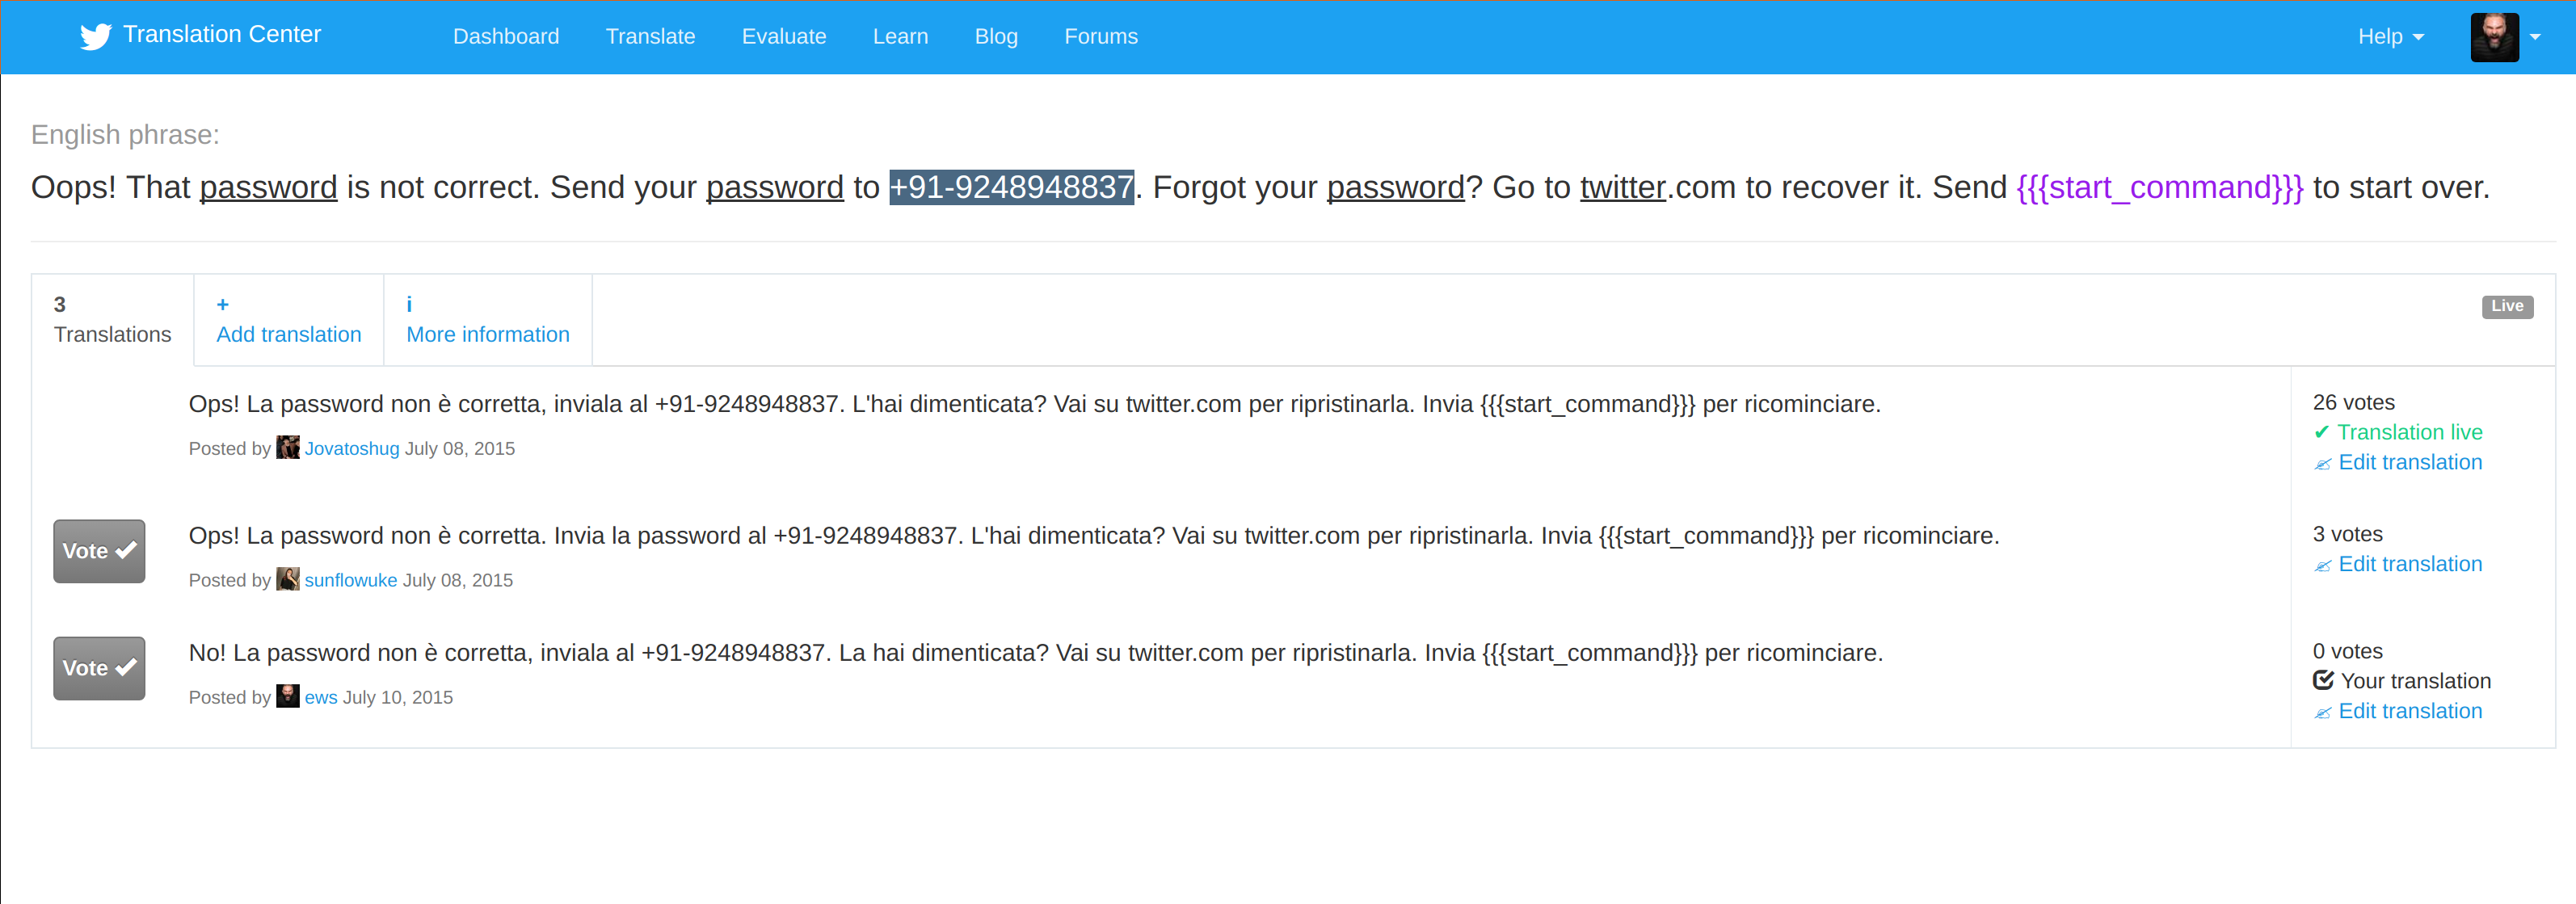 Translation Center Dashboard Translate Evaluate Learn Blog Forums Help
English phrase:
Oops! That password is not correct. Send your password to +91-9248948837. Forgot your password? Go to twitter.com to recover it. Send {{{start_command}}} to start over.
3
Translations
+
Add translation
i
More information
Live
Ops! La password non è corretta, inviala al +91-9248948837. L'hai dimenticata? Vai su twitter.com per ripristinarla. Invia {{{start_command}}} per ricominciare.
Posted by Jovatoshug July 08, 2015
26 votes
✔ Translation live
Edit translation
Vote ✔
Ops! La password non è corretta. Invia la password al +91-9248948837. L'hai dimenticata? Vai su twitter.com per ripristinarla. Invia {{{start_command}}} per ricominciare.
Posted by sunflowuke July 08, 2015
3 votes
Edit translation
Vote ✔
No! La password non è corretta, inviala al +91-9248948837. La hai dimenticata? Vai su twitter.com per ripristinarla. Invia {{{start_command}}} per ricominciare.
Posted by ews July 10, 2015
0 votes
Your translation
Edit translation